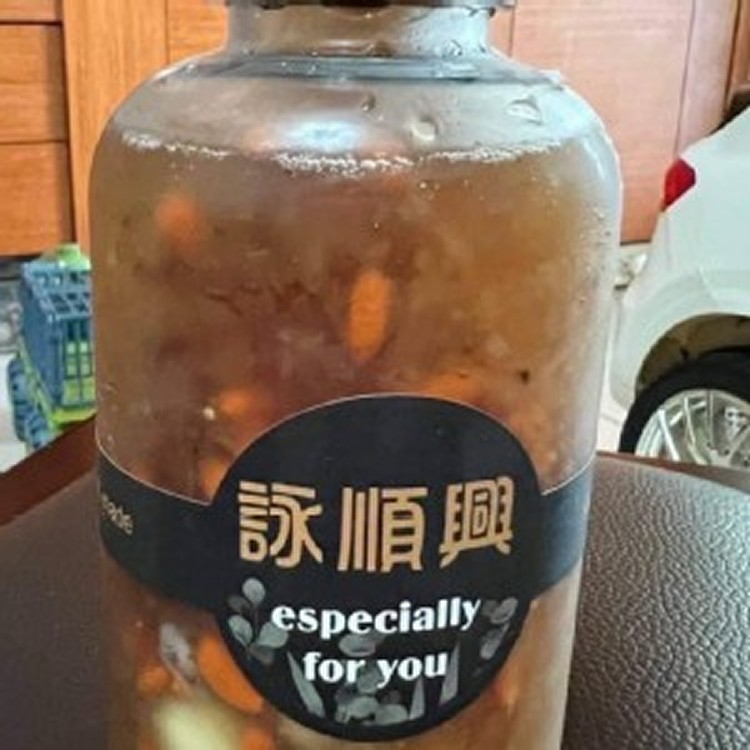 詠順興
especially
for you